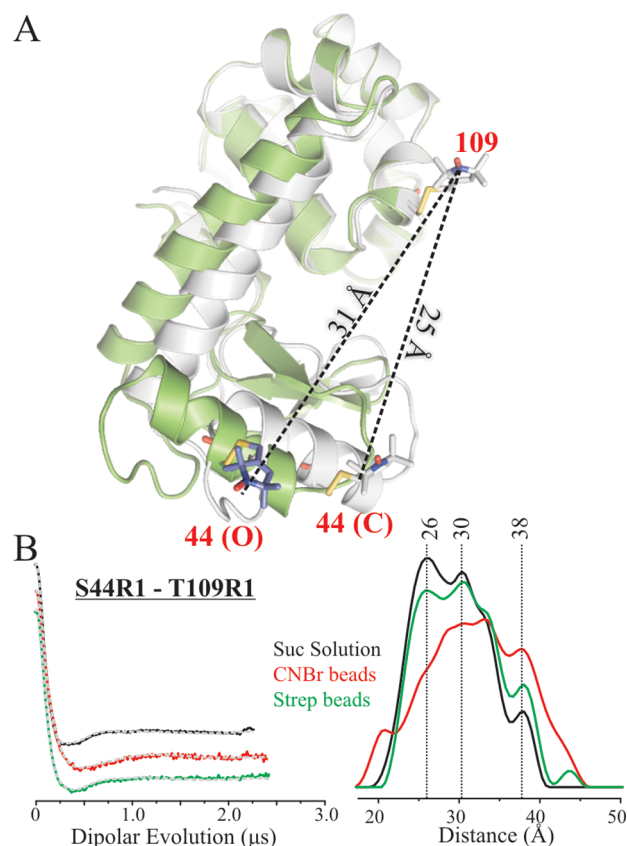 A
109
31 Å
25 Å
44 (O)
44 (C)
B
S44R1 - T109R1
26
30
38
Suc Solution
CNBr beads
Strep beads
0
1.0
2.0
3.0
Dipolar Evolution (μs)
20
30
40
50
Distance (Å)